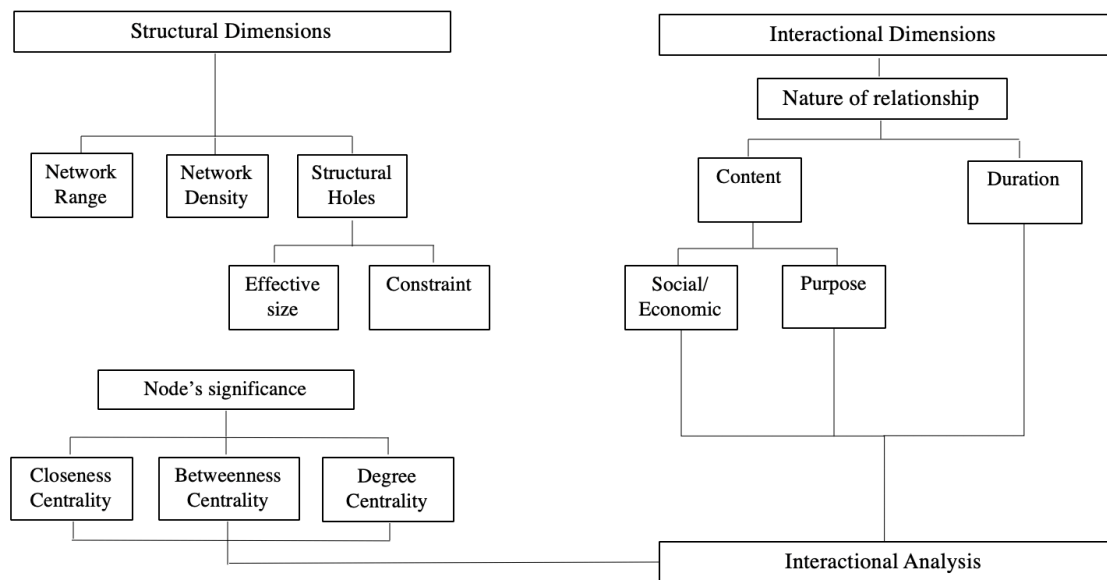 Structural Dimensions
Network
Range
Network
Density
Structural
Holes
Effective
size
Constraint
Node’s significance
Closeness
Centrality
Betweenness
Centrality
Degree
Centrality
Interactional Dimensions
Nature of relationship
Content
Duration
Social/
Economic
Purpose
Interactional Analysis